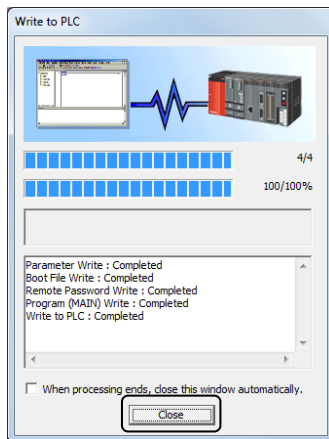 Write to PLC
4/4
100/100%
Parameter Write : Completed
Boot File Write : Completed
Remote Password Write : Completed
Program (MAIN) Write : Completed
Write to PLC : Completed
When processing ends, close this window automatically.
Close